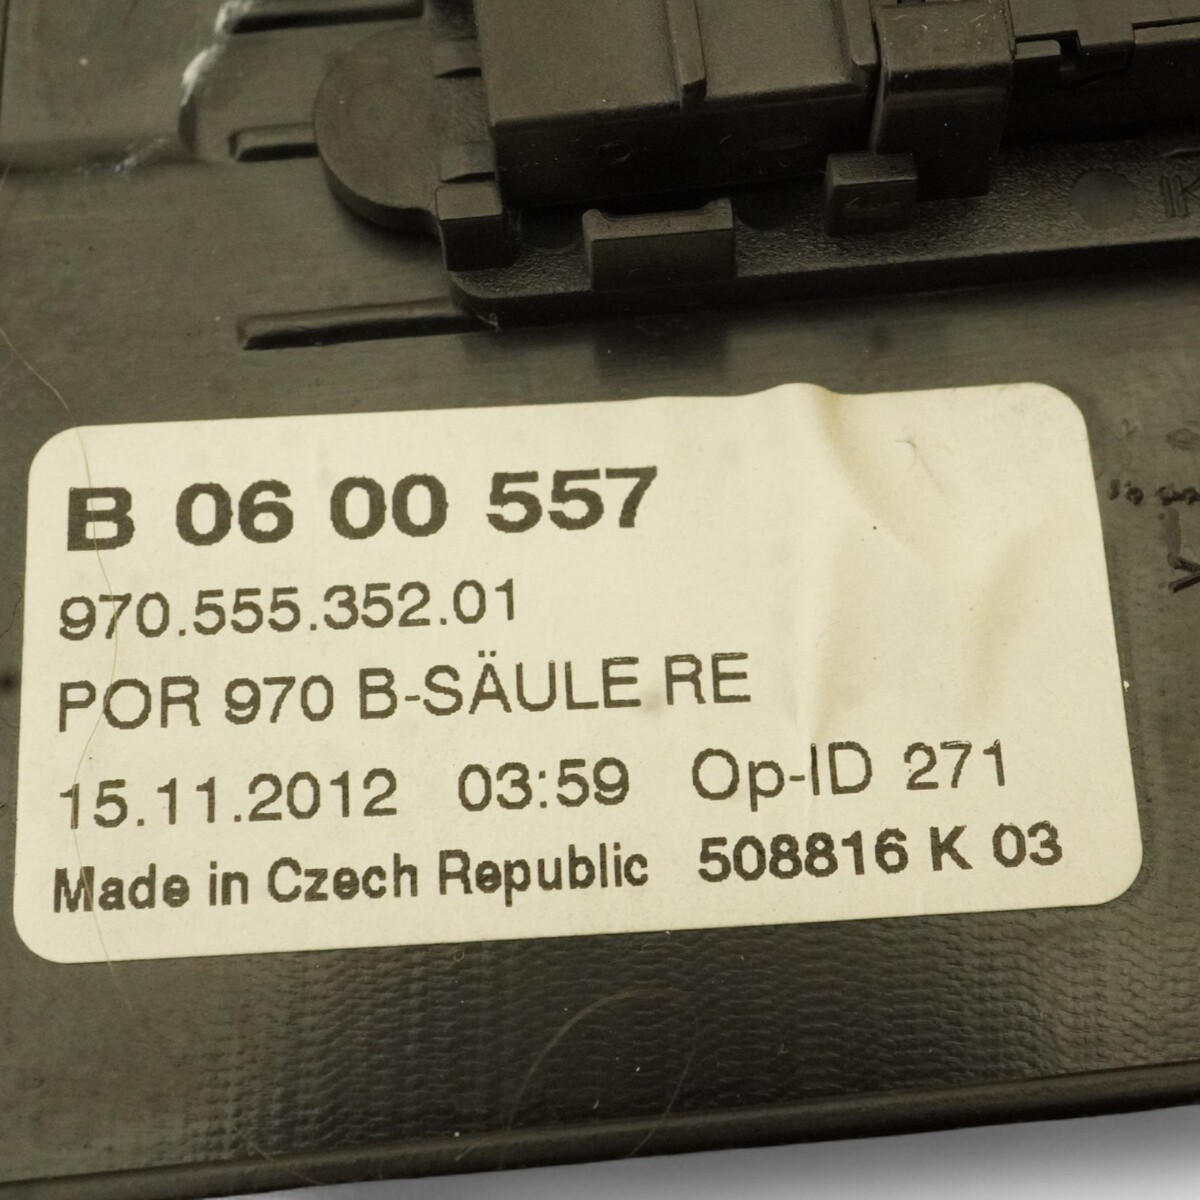 B 06 00 557
970.555.352.01
POR 970 B-SÄULE RE
15.11.2012 03:59 Op-ID 271
Made in Czech Republic 508816 K 03